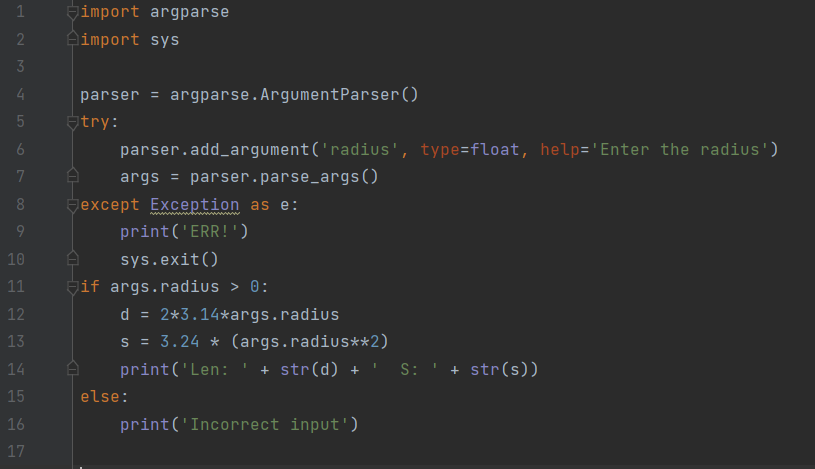 1 import argparse
2 import sys
3
4 parser = argparse.ArgumentParser()
5 try:
6     parser.add_argument('radius', type=float, help='Enter the radius')
7     args = parser.parse_args()
8 except Exception as e:
9     print('ERR!')
10     sys.exit()
11 if args.radius > 0:
12     d = 2*3.14*args.radius
13     s = 3.24 * (args.radius**2)
14     print('Len: ' + str(d) + '  S: ' + str(s))
15 else:
16     print('Incorrect input')
17